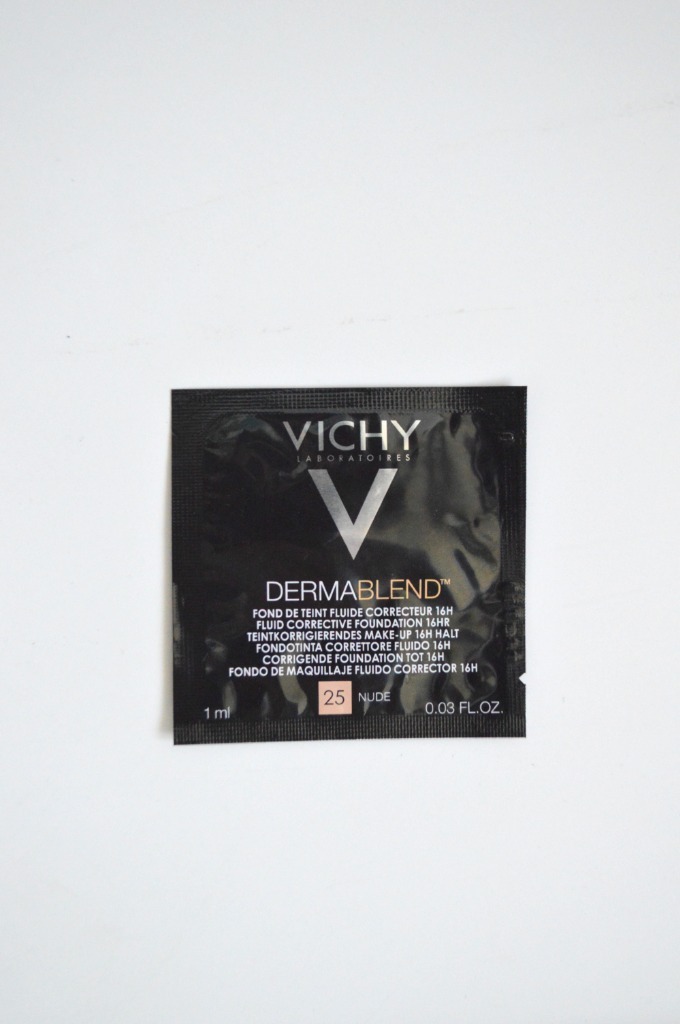 VICHY
LABORATOIRES
V
DERMABLEND™
FOND DE TEINT FLUIDE CORRECTEUR 16H
FLUID CORRECTIVE FOUNDATION 16HR
TEINTKORRIGIERENDES MAKE-UP 16H HALT
FONDOTINTA CORRETTORE FLUIDO 16H
CORRIGENDE FOUNDATION TOT 16H
FONDO DE MAQUILLAJE FLUIDO CORRECTOR 16H
25 NUDE
1 ml 0.03 FL.OZ.